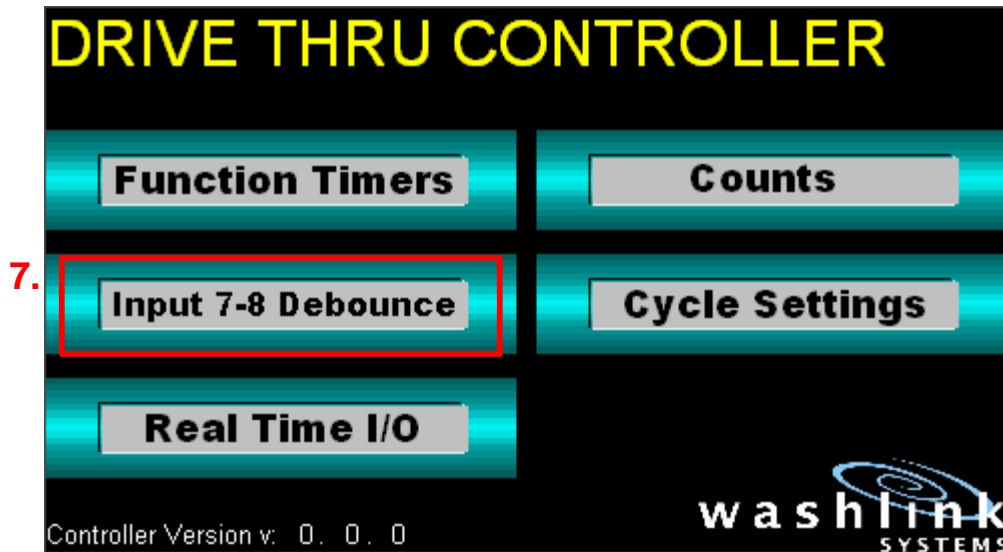 DRIVE THRU CONTROLLER
Function Timers
Counts
7.
Input 7-8 Debounce
Cycle Settings
Real Time I/O
washlink
SYSTEMS
Controller Version v: 0. 0. 0